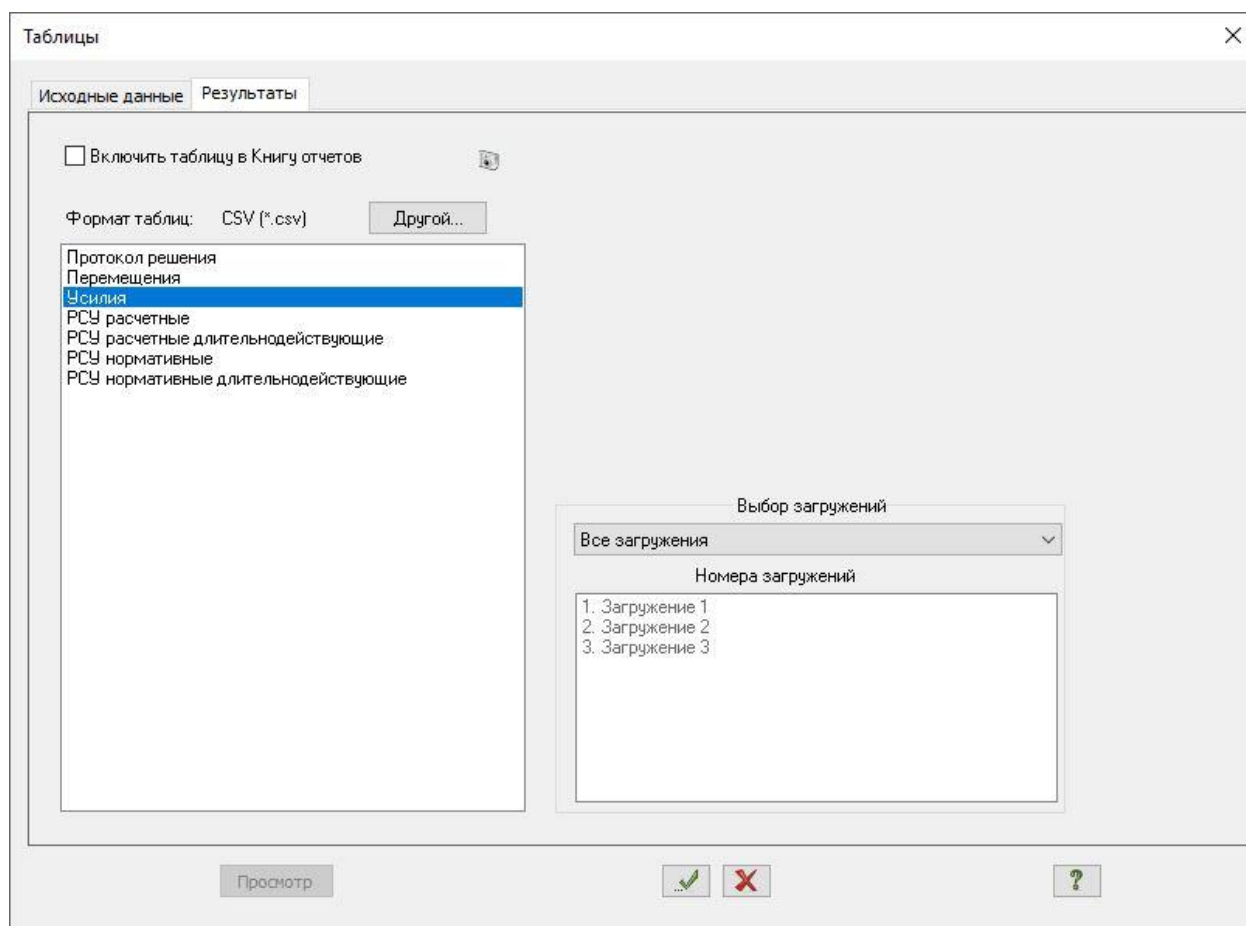 Таблицы
Исходные данные Результаты
Включить таблицу в Книгу отчетов
Формат таблиц: CSV (*.csv) Другой...
Протокол решения
Перемещения
Усилия
РСУ расчетные
РСУ расчетные длительнодействующие
РСУ нормативные
РСУ нормативные длительнодействующие
Выбор загружений
Все загружения
Номера загружений
1. Загружение 1
2. Загружение 2
3. Загружение 3
Просмотр
?